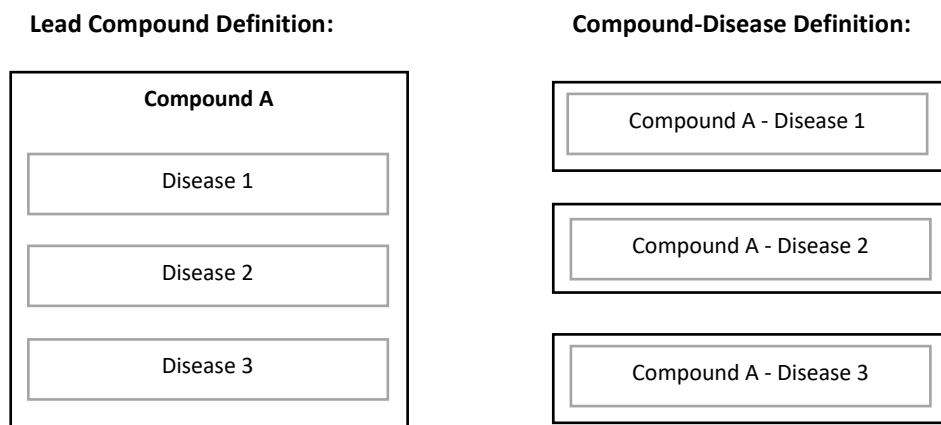 Lead Compound Definition:
Compound A
Disease 1
Disease 2
Disease 3
Compound-Disease Definition:
Compound A - Disease 1
Compound A - Disease 2
Compound A - Disease 3